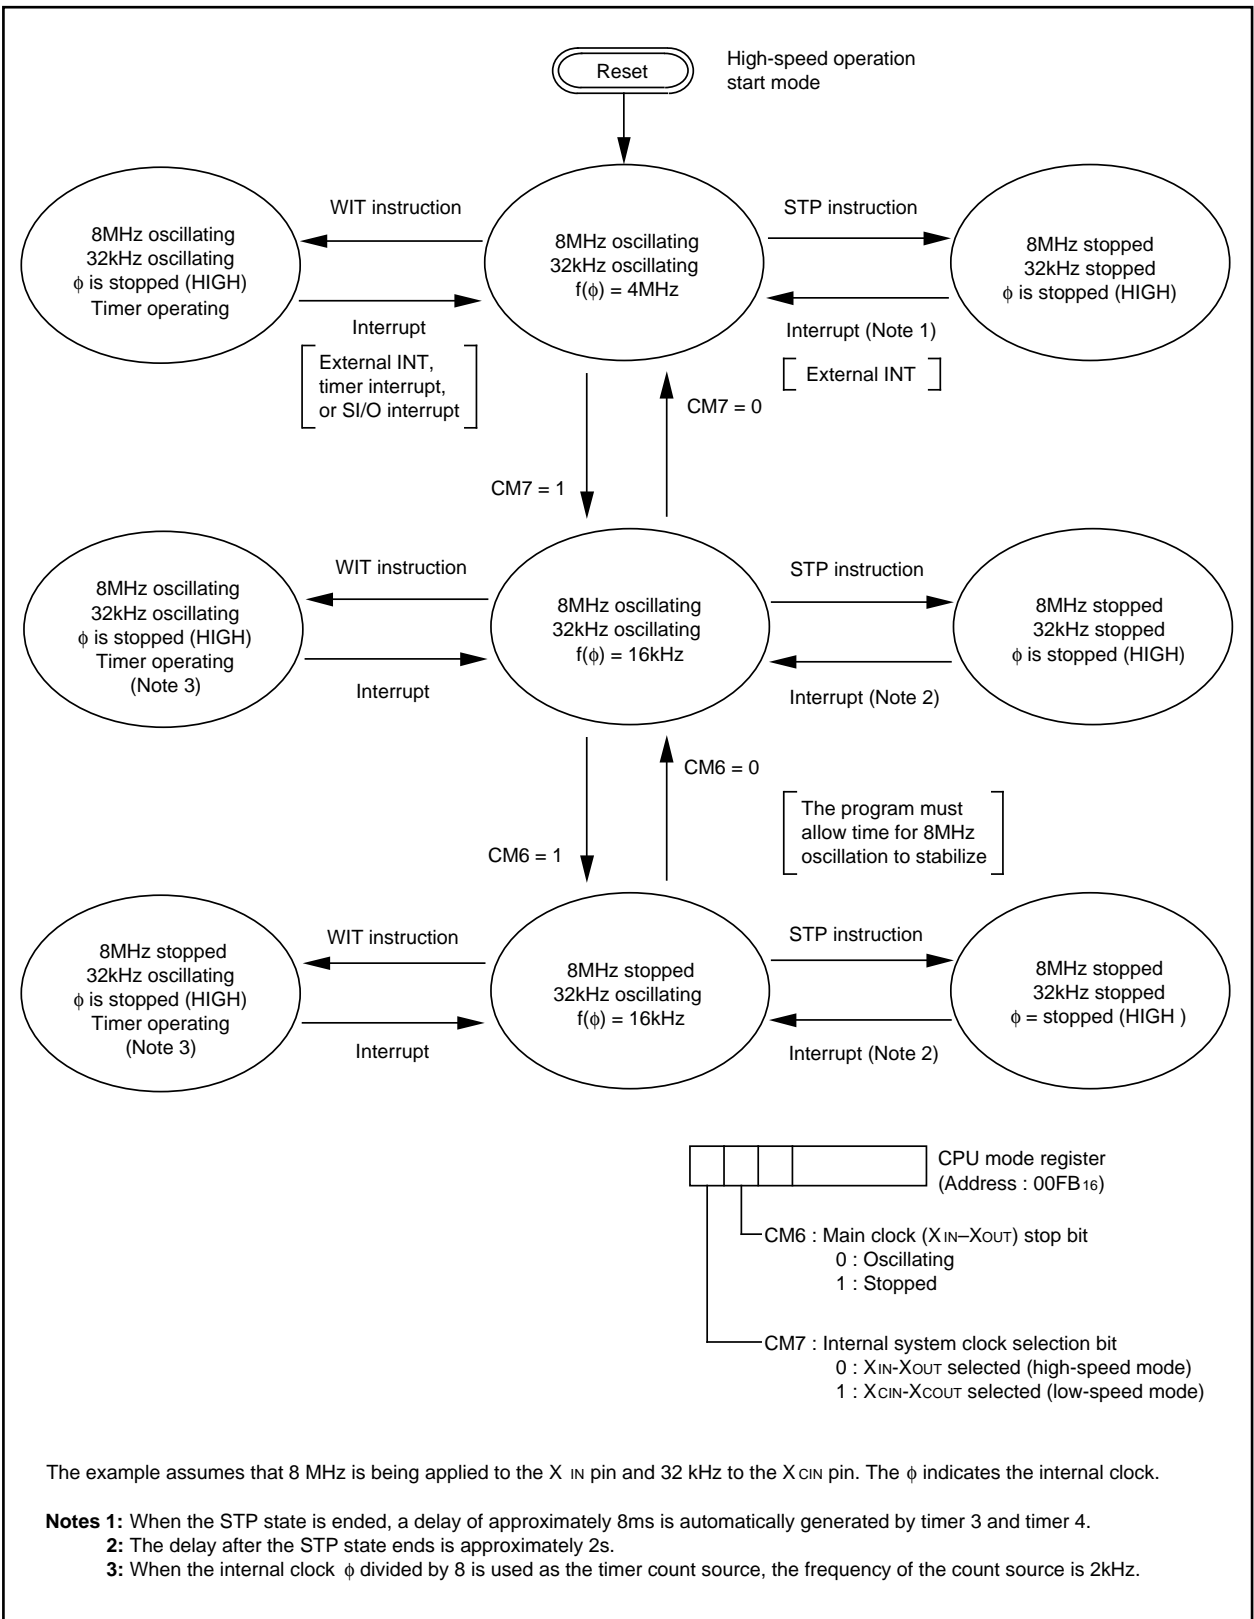 Reset
High-speed operation
start mode
8MHz oscillating
32kHz oscillating
ϕ is stopped (HIGH)
Timer operating
WIT instruction
Interrupt
External INT,
timer interrupt,
or SI/O interrupt
8MHz oscillating
32kHz oscillating
f(ϕ) = 4MHz
STP instruction
Interrupt (Note 1)
External INT
8MHz stopped
32kHz stopped
ϕ is stopped (HIGH)
CM7 = 1
CM7 = 0
8MHz oscillating
32kHz oscillating
ϕ is stopped (HIGH)
Timer operating
(Note 3)
WIT instruction
Interrupt
8MHz oscillating
32kHz oscillating
f(ϕ) = 16kHz
STP instruction
Interrupt (Note 2)
8MHz stopped
32kHz stopped
ϕ is stopped (HIGH)
CM6 = 1
CM6 = 0
The program must
allow time for 8MHz
oscillation to stabilize
8MHz stopped
32kHz oscillating
ϕ is stopped (HIGH)
Timer operating
(Note 3)
WIT instruction
Interrupt
8MHz stopped
32kHz oscillating
f(ϕ) = 16kHz
STP instruction
Interrupt (Note 2)
8MHz stopped
32kHz stopped
ϕ = stopped (HIGH )
CPU mode register
(Address : 00FB16)
CM6 : Main clock (XIN–XOUT) stop bit
0 : Oscillating
1 : Stopped
CM7 : Internal system clock selection bit
0 : XIN-XOUT selected (high-speed mode)
1 : XCIN-XCOUT selected (low-speed mode)
The example assumes that 8 MHz is being applied to the X IN pin and 32 kHz to the X CIN pin. The ϕ indicates the internal clock.
Notes 1: When the STP state is ended, a delay of approximately 8ms is automatically generated by timer 3 and timer 4.
2: The delay after the STP state ends is approximately 2s.
3: When the internal clock ϕ divided by 8 is used as the timer count source, the frequency of the count source is 2kHz.